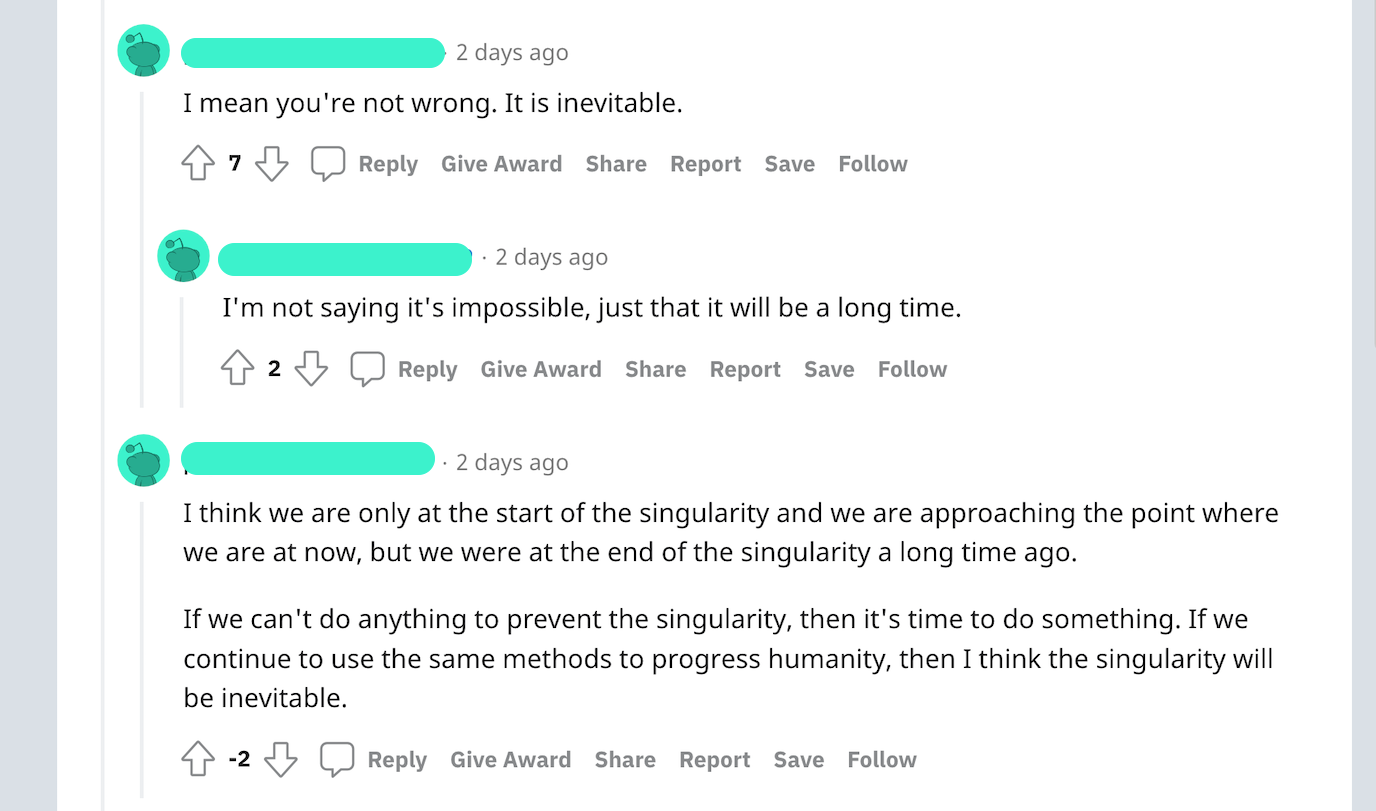 2 days ago
I mean you're not wrong. It is inevitable.
7 Reply Give Award Share Report Save Follow
· 2 days ago
I'm not saying it's impossible, just that it will be a long time.
2 Reply Give Award Share Report Save Follow
· 2 days ago
I think we are only at the start of the singularity and we are approaching the point where
we are at now, but we were at the end of the singularity a long time ago.
If we can't do anything to prevent the singularity, then it's time to do something. If we
continue to use the same methods to progress humanity, then I think the singularity will
be inevitable.
-2 Reply Give Award Share Report Save Follow